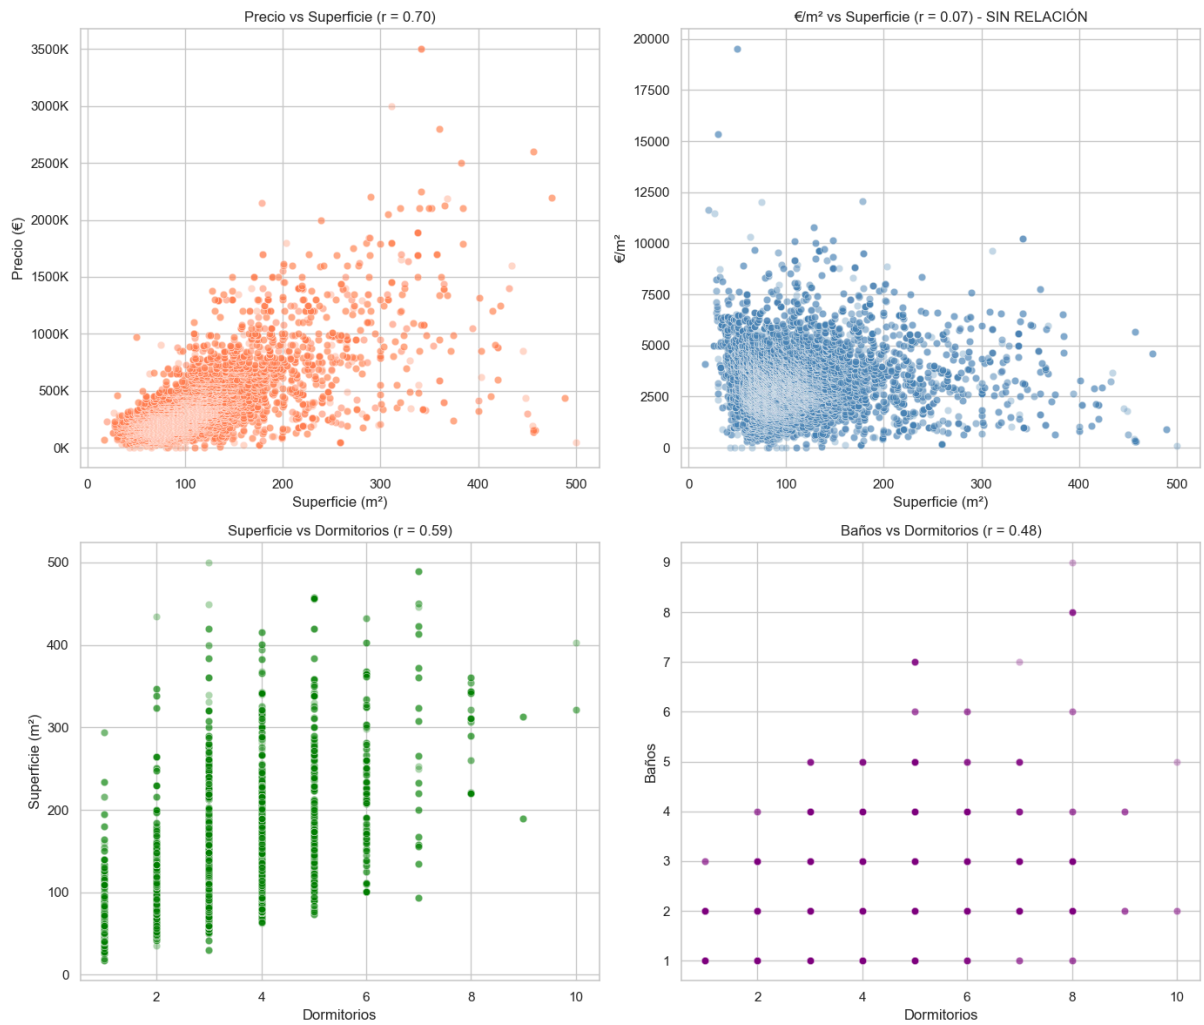 Precio vs Superficie (r = 0.70)
3500K
3000K
2500K
2000K
1500K
1000K
500K
0K
Precio (€)
0 100 200 300 400 500
Superficie (m²)
€/m² vs Superficie (r = 0.07) - SIN RELACIÓN
20000
17500
15000
12500
10000
7500
5000
2500
0
€/m²
0 100 200 300 400 500
Superficie (m²)
Superficie vs Dormitorios (r = 0.59)
500
400
300
200
100
0
Superficie (m²)
2 4 6 8 10
Dormitorios
Baños vs Dormitorios (r = 0.48)
9
8
7
6
5
4
3
2
1
Baños
2 4 6 8 10
Dormitorios